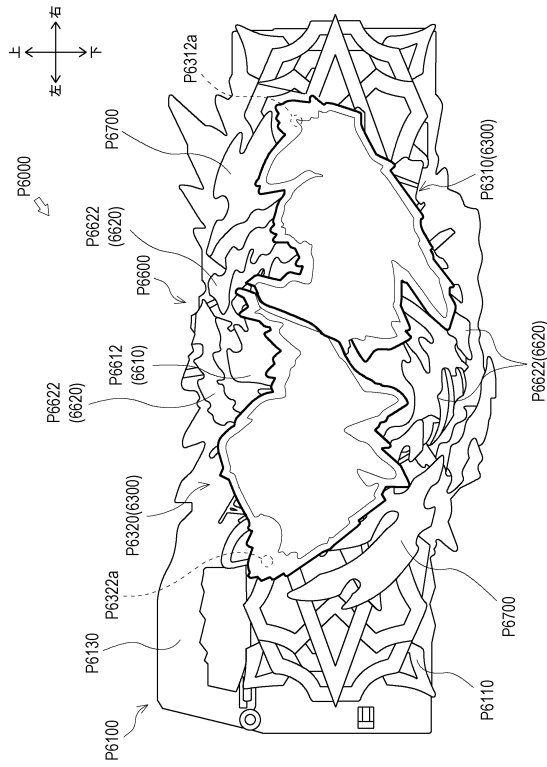 上
下
左
右
P6000
P6312a
P6700
P6310(6300)
P6622
(6620)
P6600
P6612
(6610)
P6622
(6620)
P6622(6620)
P6320(6300)
P6322a
P6130
P6100
P6700
P6110